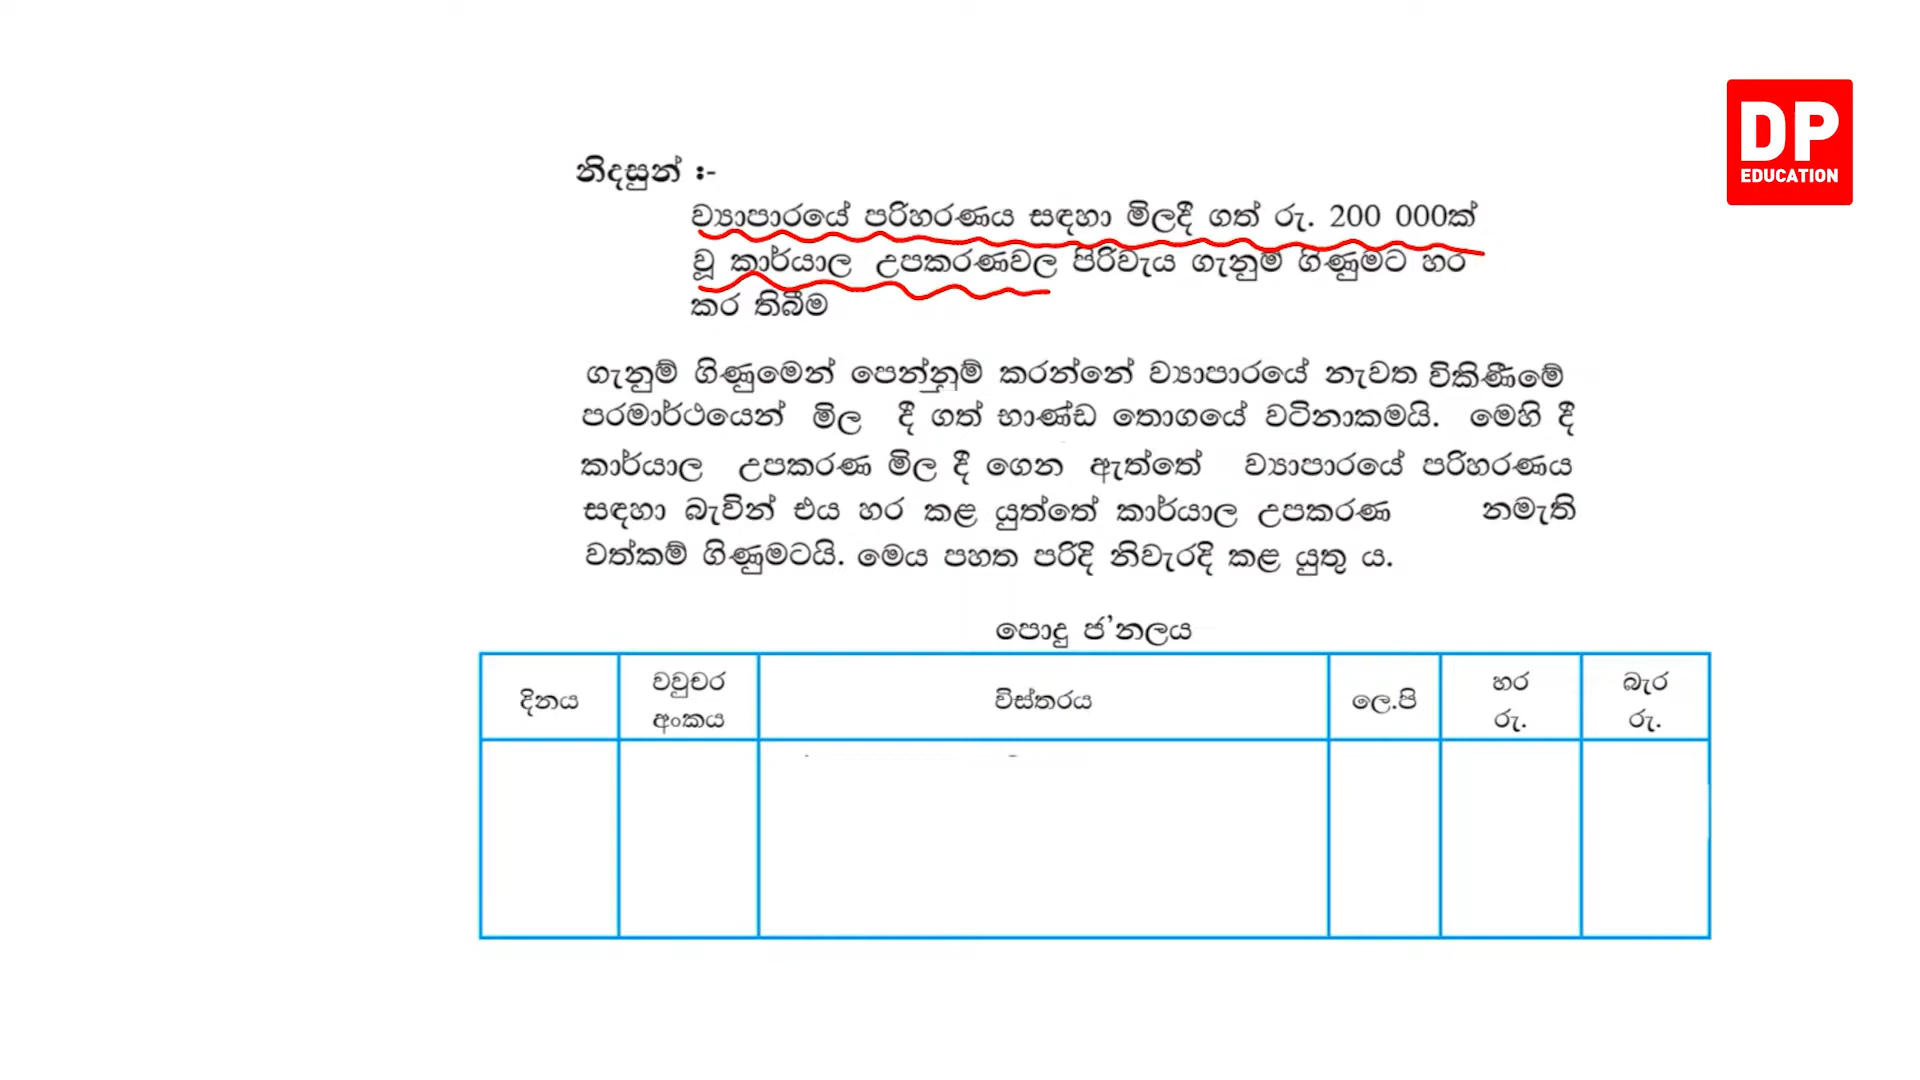 DP
EDUCATION
නිදසුන් :-
ව්‍යාපාරයේ පරිහරණය සඳහා මිලදී ගත් රු. 200 000ක්
වූ කාර්යාල උපකරණවල පිරිවැය ගැනුම් ගිණුමට හර
කර තිබීම
ගැනුම් ගිණුමෙන් පෙන්නුම් කරන්නේ ව්‍යාපාරයේ නැවත විකිණීමේ
පරමාර්ථයෙන් මිල දී ගත් භාණ්ඩ තොගයේ වටිනාකමයි. මෙහි දී
කාර්යාල උපකරණ මිල දී ගෙන ඇත්තේ ව්‍යාපාරයේ පරිහරණය
සඳහා බැවින් එය හර කළ යුත්තේ කාර්යාල උපකරණ නමැති
වත්කම් ගිණුමටයි. මෙය පහත පරිදි නිවැරදි කළ යුතු ය.
පොදු ජ’නලය
දිනය වවුචර අංකය විස්තරය ලෙ.පි හර රු. බැර රු.